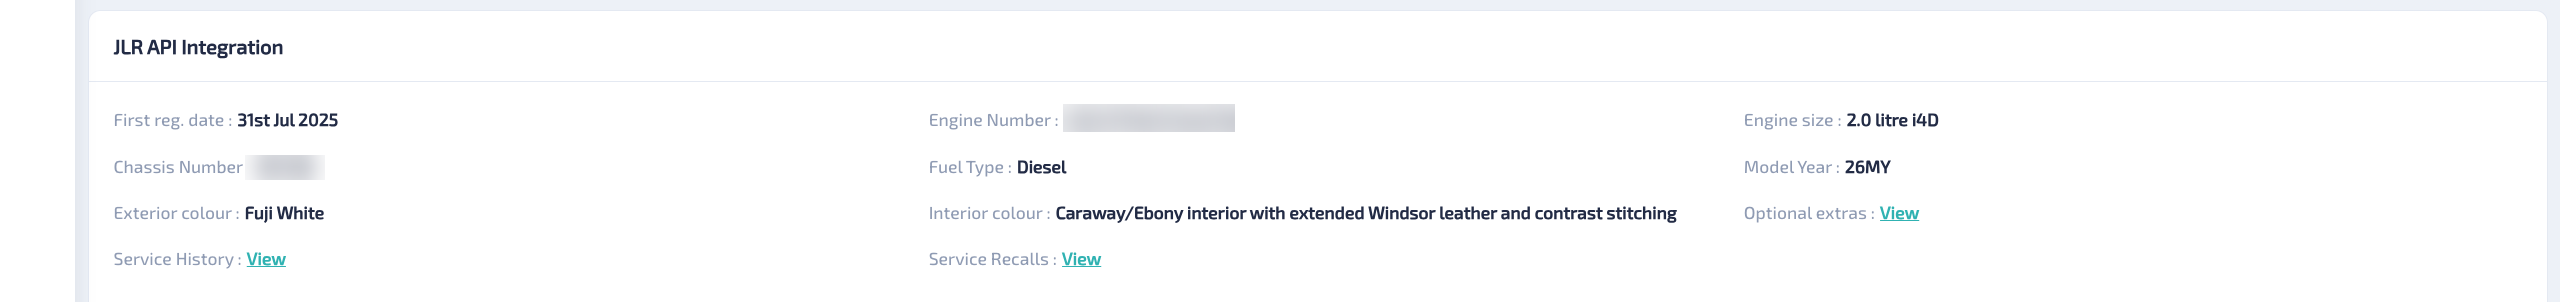 JLR API Integration
First reg. date : 31st Jul 2025
Engine Number :
Engine size : 2.0 litre i4D
Chassis Number
Fuel Type : Diesel
Model Year : 26MY
Exterior colour : Fuji White
Interior colour : Caraway/Ebony interior with extended Windsor leather and contrast stitching
Optional extras : View
Service History : View
Service Recalls : View